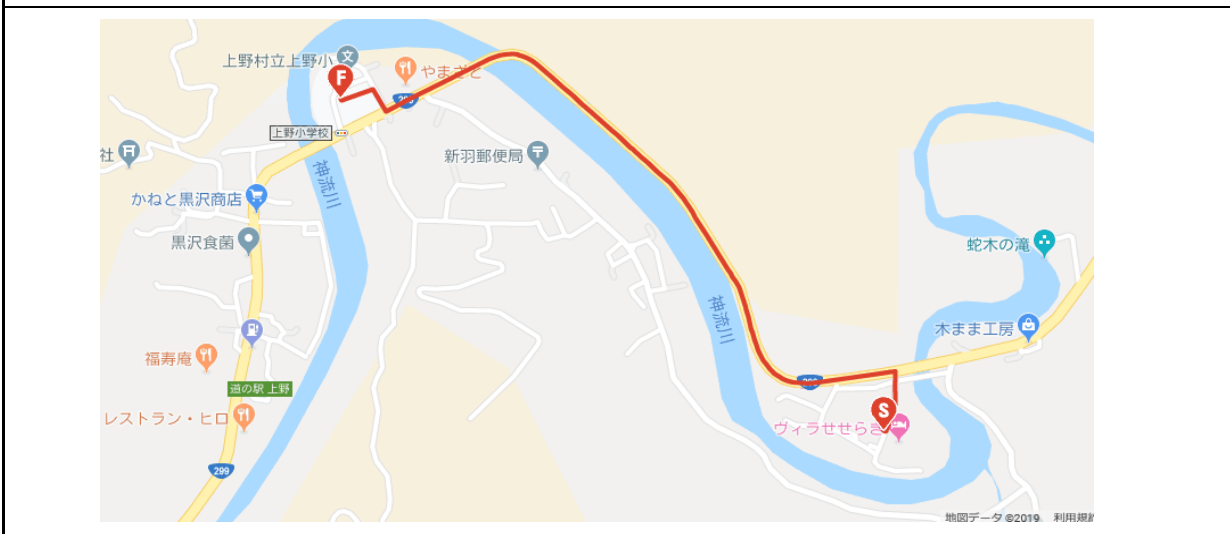 上野村立上野小
F
やまざと
上野小学校
社
新羽郵便局
神流川
かねと黒沢商店
黒沢食菌
蛇木の滝
神流川
木まま工房
福寿庵
道の駅 上野
S
レストラン・ヒロ
ヴィラせせらぎ
299
地図データ ©2019 利用規約